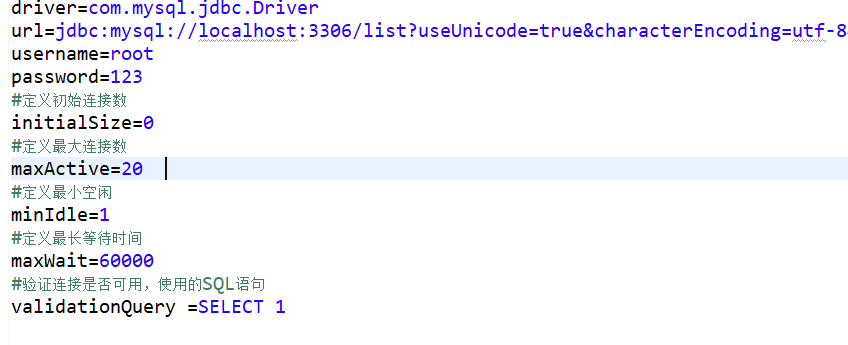 driver=com.mysql.jdbc.Driver
url=jdbc:mysql://localhost:3306/list?useUnicode=true&characterEncoding=utf-8
username=root
password=123
#定义初始连接数
initialSize=0
#定义最大连接数
maxActive=20
#定义最小空闲
minIdle=1
#定义最长等待时间
maxWait=60000
#验证连接是否可用，使用的SQL语句
validationQuery =SELECT 1